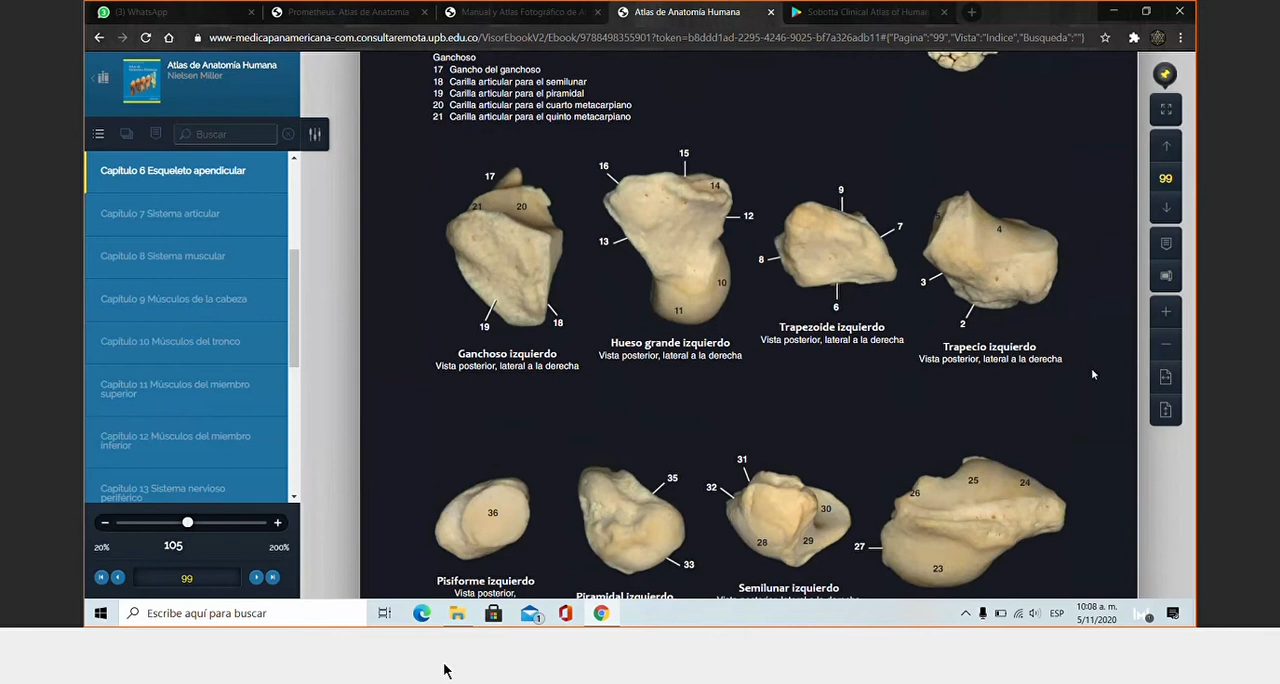 (3) WhatsApp
Prometheus. Atlas de Anatomía
Manual y Atlas Fotográfico de A
Atlas de Anatomía Humana
Sobotta Clinical Atlas of Human
www-medicapanamericana-com.consultaremota.upb.edu.co/VisorEbookV2/Ebook/9788498355901?token=b8ddd1ad-2295-4246-9025-bf7a326adb11#{"Pagina":"99","Vista":"Indice","Busqueda":""}
Atlas de Anatomía Humana
Nielsen Miller
Buscar
Capítulo 6 Esqueleto apendicular
Capítulo 7 Sistema articular
Capítulo 8 Sistema muscular
Capítulo 9 Músculos de la cabeza
Capítulo 10 Músculos del tronco
Capítulo 11 Músculos del miembro
superior
Capítulo 12 Músculos del miembro
inferior
Capítulo 13 Sistema nervioso
periférico
20% 105 200%
99
Ganchoso
17 Gancho del ganchoso
18 Carilla articular para el semilunar
19 Carilla articular para el piramidal
20 Carilla articular para el cuarto metacarpiano
21 Carilla articular para el quinto metacarpiano
17 21 20 19 18
Ganchoso izquierdo
Vista posterior, lateral a la derecha
16 15 14 12 13 10 11
Hueso grande izquierdo
Vista posterior, lateral a la derecha
9 7 8 6
Trapezoide izquierdo
Vista posterior, lateral a la derecha
4 3 2
Trapecio izquierdo
Vista posterior, lateral a la derecha
36
Pisiforme izquierdo
Vista posterior,
35 33
Piramidal izquierdo
31 32 30 28 29
Semilunar izquierdo
Vista posterior, lateral a la derecha
25 24 26 27 23
99
Escribe aquí para buscar
1
ESP
10:08 a. m.
5/11/2020